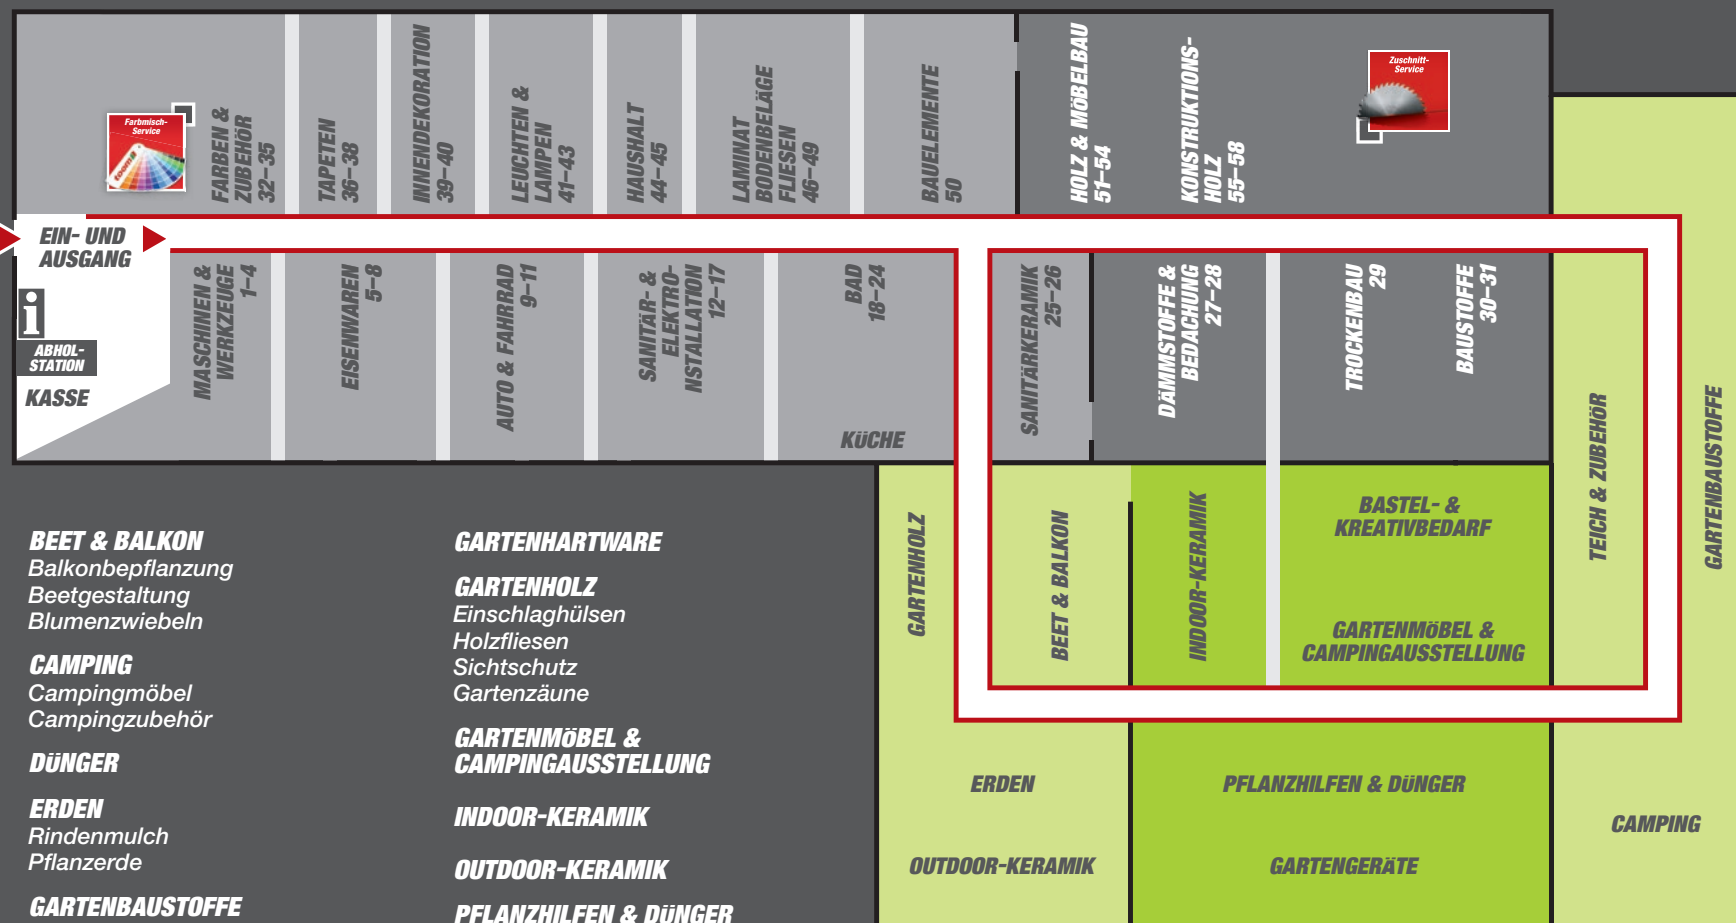 Farbmisch-
Service
toom
FARBEN &
ZUBEHÖR
32–35
TAPETEN
36–38
INNENDEKORATION
39–40
LEUCHTEN &
LAMPEN
41–43
HAUSHALT
44–45
LAMINAT
BODENBELÄGE
FLIESEN
46–49
BAUELEMENTE
50
HOLZ & MÖBELBAU
51–54
KONSTRUKTIONS-
HOLZ
55–58
Zuschnitt-
Service
EIN- UND
AUSGANG
i
ABHOL-
STATION
KASSE
MASCHINEN &
WERKZEUGE
1–4
EISENWAREN
5–8
AUTO & FAHRRAD
9–11
SANITÄR- &
ELEKTRO-
NSTALLATION
12–17
BAD
18–24
KÜCHE
SANITÄRKERAMIK
25–26
DÄMMSTOFFE &
BEDACHUNG
27–28
TROCKENBAU
29
BAUSTOFFE
30–31
TEICH & ZUBEHÖR
GARTENBAUSTOFFE
GARTENHOLZ
BEET & BALKON
INDOOR-KERAMIK
BASTEL- &
KREATIVBEDARF
GARTENMÖBEL &
CAMPINGAUSSTELLUNG
ERDEN
PFLANZHILFEN & DÜNGER
CAMPING
OUTDOOR-KERAMIK
GARTENGERÄTE
BEET & BALKON
Balkonbepflanzung
Beetgestaltung
Blumenzwiebeln
CAMPING
Campingmöbel
Campingzubehör
DÜNGER
ERDEN
Rindenmulch
Pflanzerde
GARTENBAUSTOFFE
GARTENHARTWARE
GARTENHOLZ
Einschlaghülsen
Holzfliesen
Sichtschutz
Gartenzäune
GARTENMÖBEL &
CAMPINGAUSSTELLUNG
INDOOR-KERAMIK
OUTDOOR-KERAMIK
PFLANZHILFEN & DÜNGER